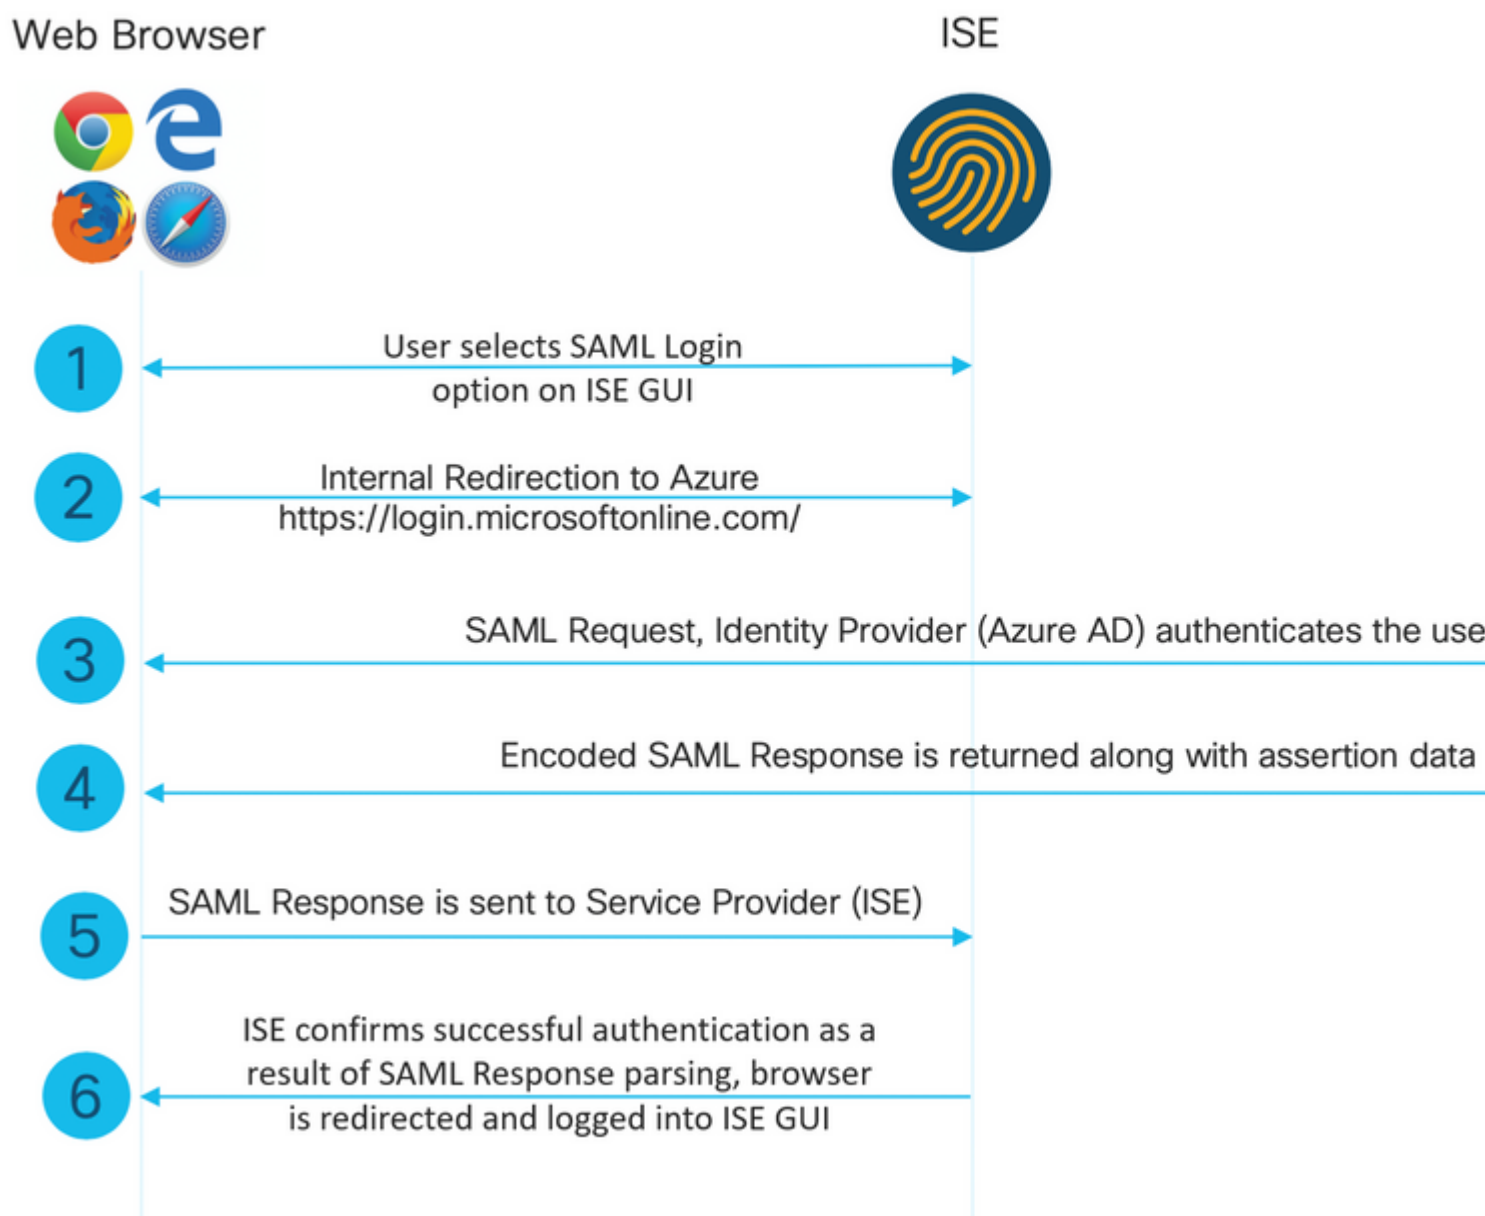 Web Browser
ISE
1
User selects SAML Login
option on ISE GUI
2
Internal Redirection to Azure
https://login.microsoftonline.com/
3
SAML Request, Identity Provider (Azure AD) authenticates the use
4
Encoded SAML Response is returned along with assertion data
5
SAML Response is sent to Service Provider (ISE)
6
ISE confirms successful authentication as a
result of SAML Response parsing, browser
is redirected and logged into ISE GUI